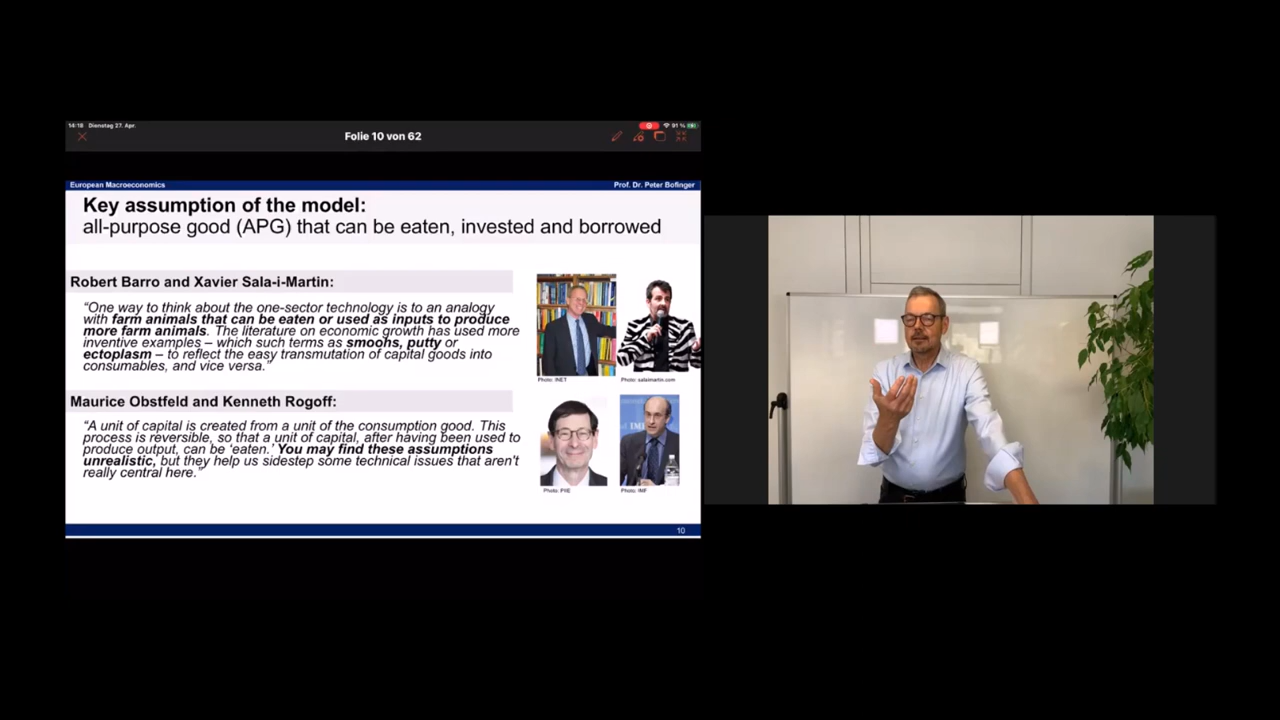 14:18 Dienstag 27. Apr.
91 %
Folie 10 von 62
European Macroeconomics
Prof. Dr. Peter Bofinger
Key assumption of the model:
all-purpose good (APG) that can be eaten, invested and borrowed
Robert Barro and Xavier Sala-i-Martin:
“One way to think about the one-sector technology is to an analogy
with farm animals that can be eaten or used as inputs to produce
more farm animals. The literature on economic growth has used more
inventive examples – which such terms as smoohs, putty or
ectoplasm – to reflect the easy transmutation of capital goods into
consumables, and vice versa.”
Photo: INET
Photo: salaimartin.com
Maurice Obstfeld and Kenneth Rogoff:
“A unit of capital is created from a unit of the consumption good. This
process is reversible, so that a unit of capital, after having been used to
produce output, can be ‘eaten.’ You may find these assumptions
unrealistic, but they help us sidestep some technical issues that aren't
really central here.”
Photo: PIIE
Photo: IMF
10